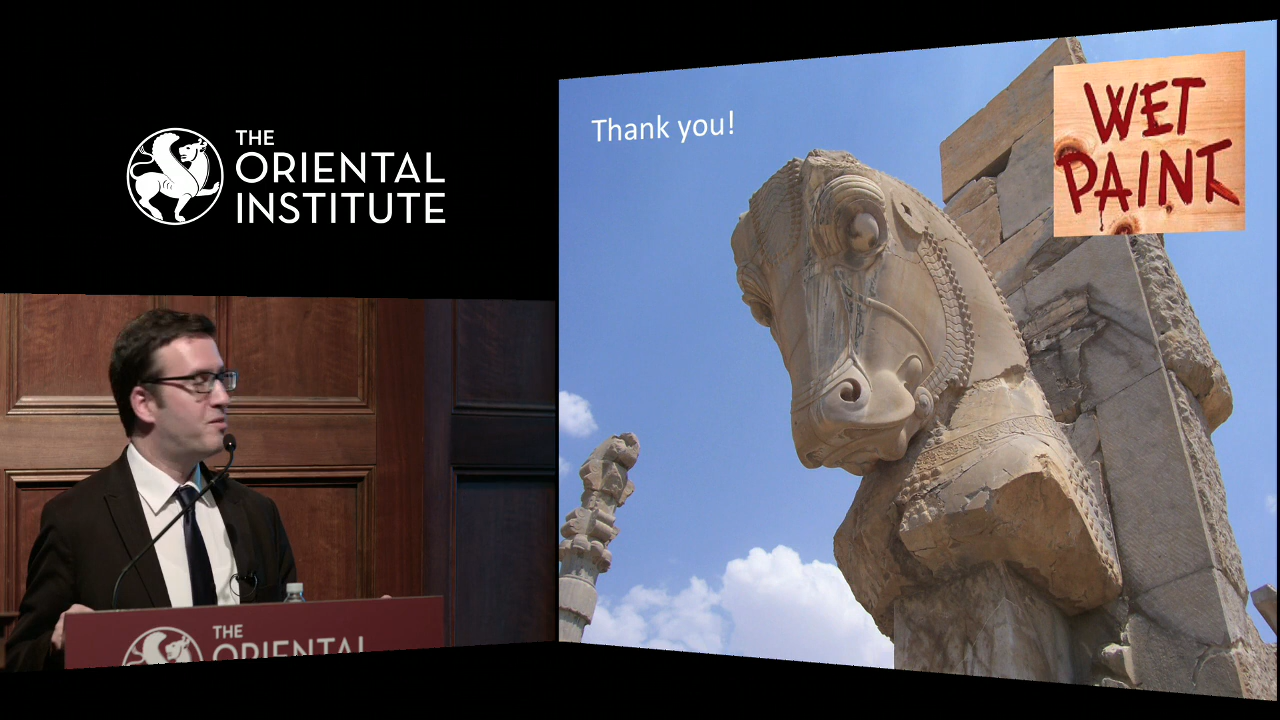 THE
ORIENTAL
INSTITUTE
Thank you!
WET
PAINT
THE
ORIENTAL